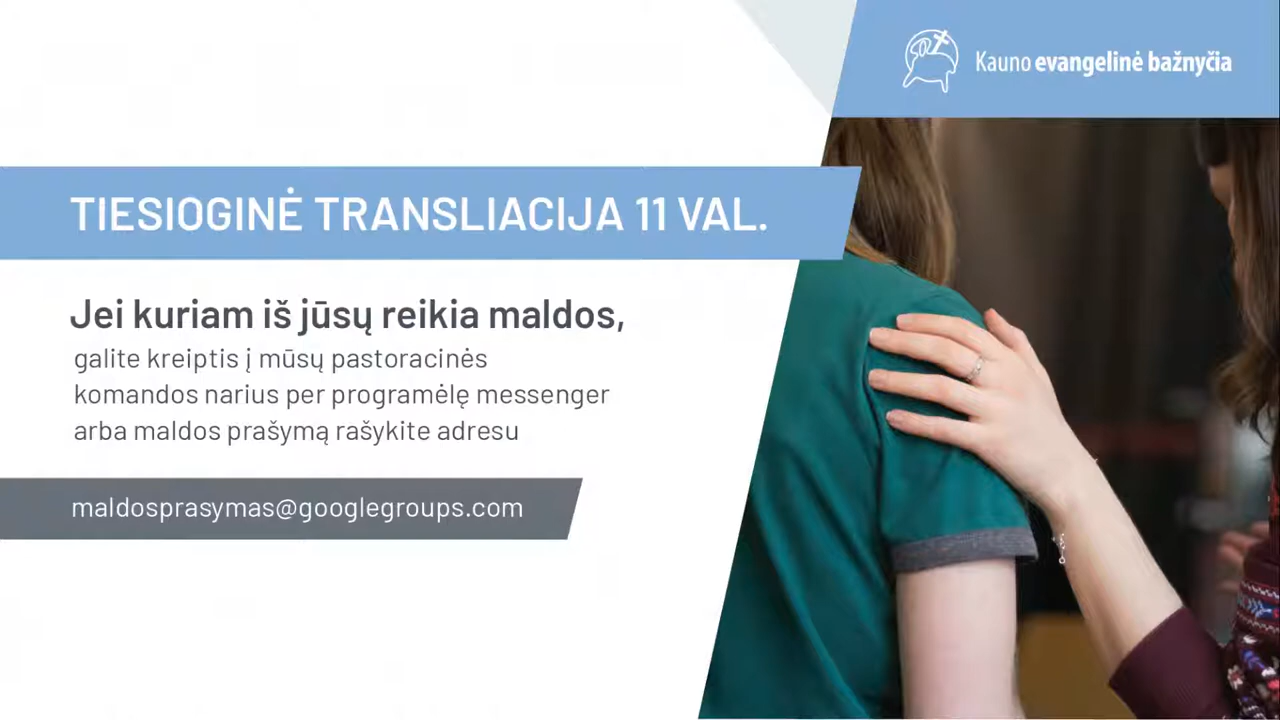 Kauno evangelinė bažnyčia
TIESIOGINĖ TRANSLIACIJA 11 VAL.
Jei kuriam iš jūsų reikia maldos,
galite kreiptis į mūsų pastoracinės
komandos narius per programėlę messenger
arba maldos prašymą rašykite adresu
maldosprasymas@googlegroups.com